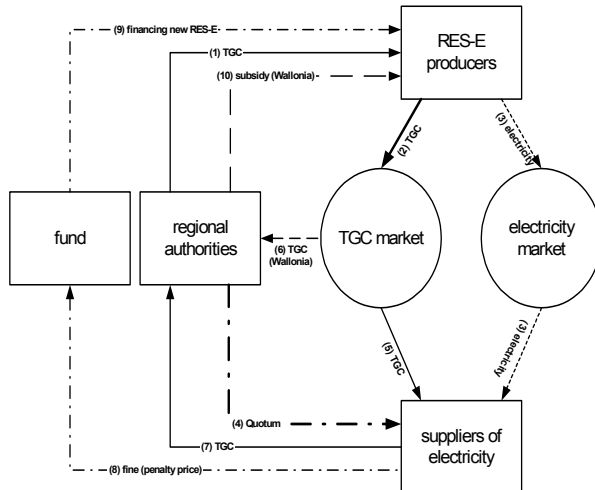 (9) financing new RES-E
(1) TGC
(10) subsidy (Wallonia)
RES-E
producers
(2) TGC
(3) electricity
fund
regional
authorities
(6) TGC
(Wallonia)
TGC market
electricity
market
(5) TGC
(3) electricity
(4) Quotum
(7) TGC
(8) fine (penalty price)
suppliers of
electricity